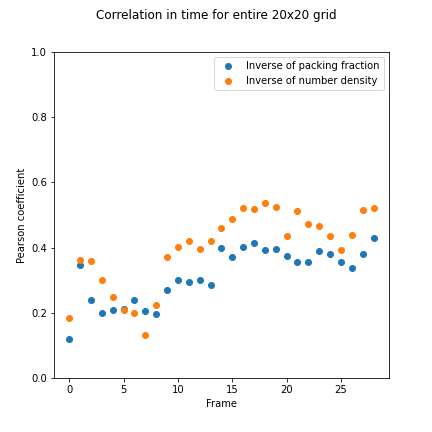 Correlation in time for entire 20x20 grid
1.0
0.8
0.6
0.4
0.2
0.0
Pearson coefficient
Inverse of packing fraction
Inverse of number density
0 5 10 15 20 25
Frame